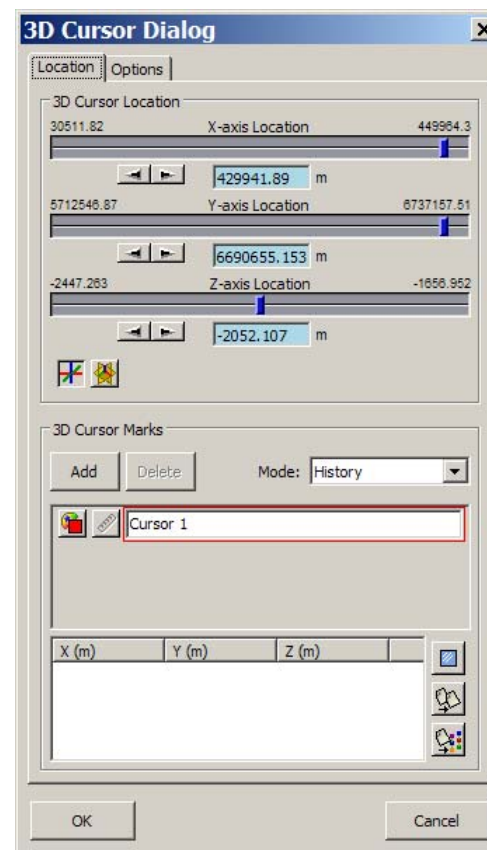 3D Cursor Dialog
Location Options
3D Cursor Location
30511.82 X-axis Location 449964.3
429941.89 m
5712546.87 Y-axis Location 6737157.51
6690655.153 m
-2447.263 Z-axis Location -1656.952
-2052.107 m
3D Cursor Marks
Add Delete Mode: History
Cursor 1
X (m) Y (m) Z (m)
OK Cancel